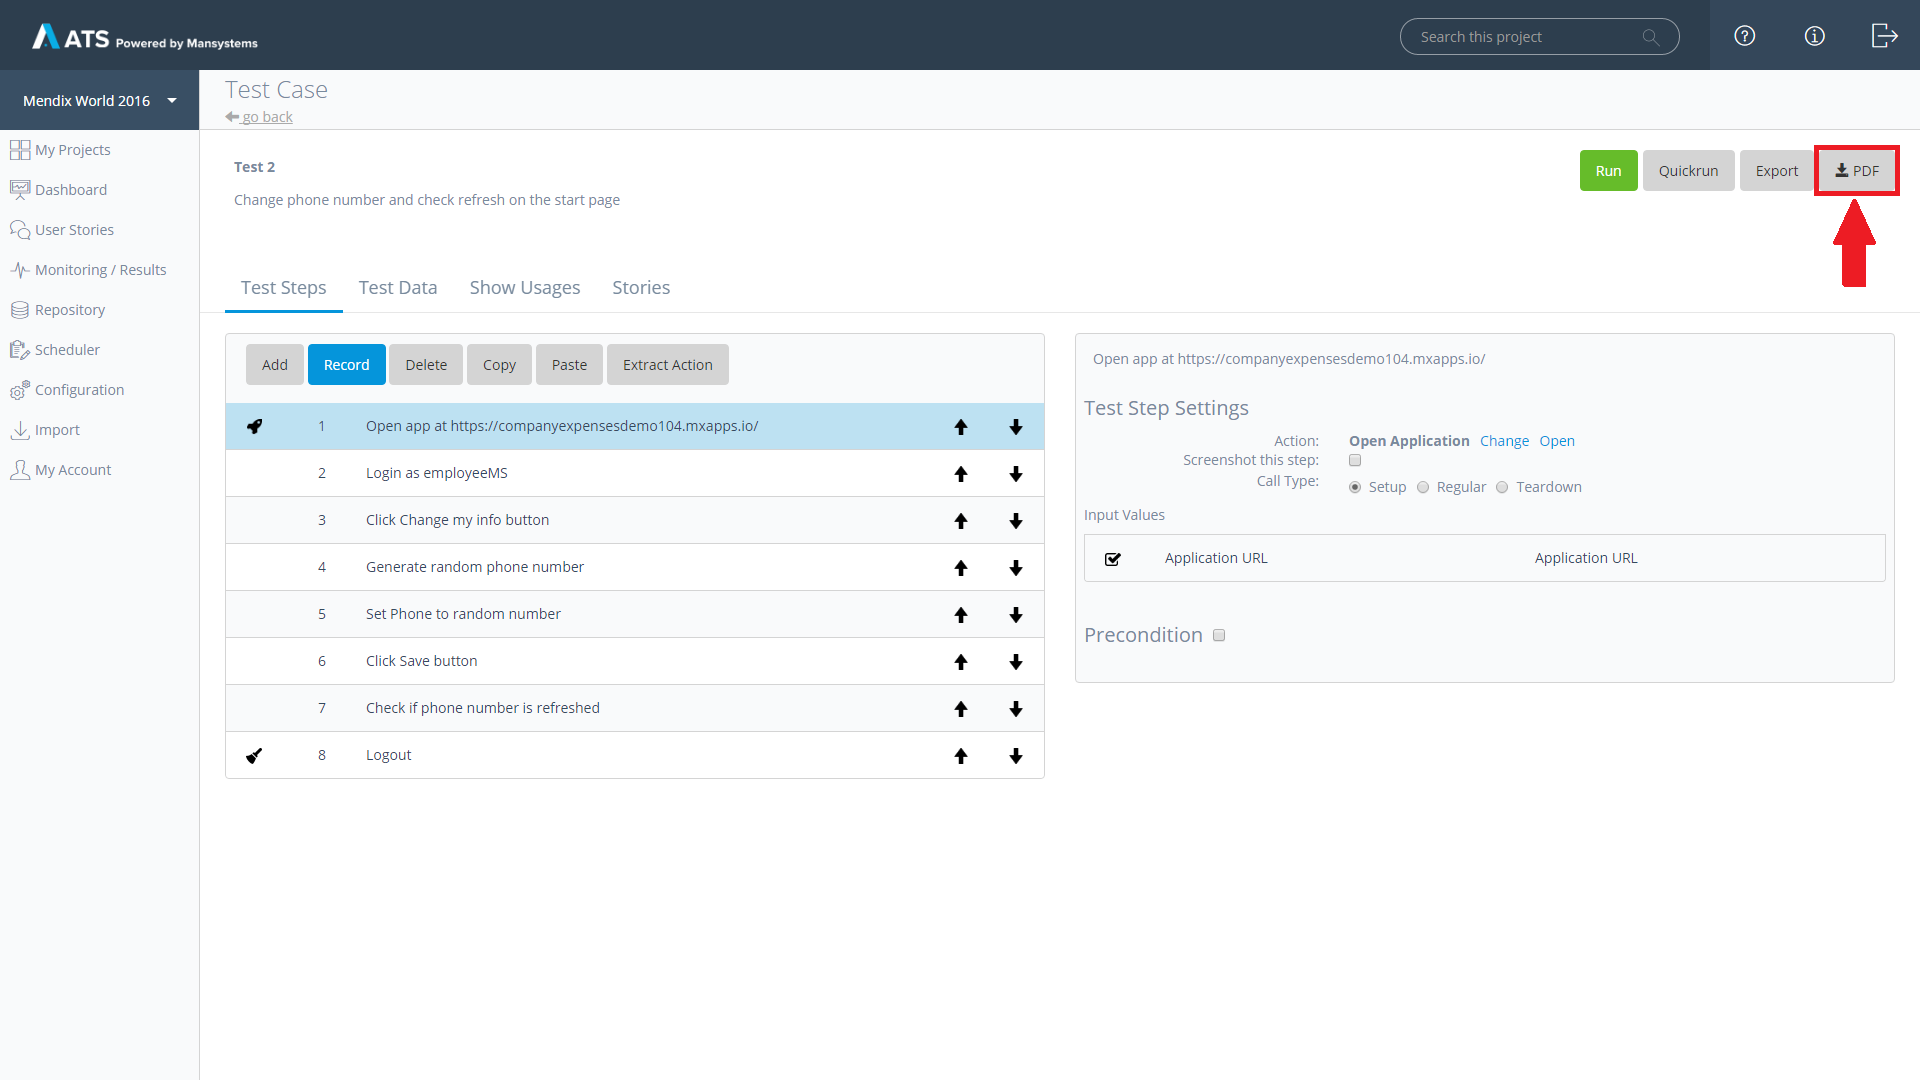 ATS Powered by Mansystems
Search this project
Mendix World 2016
Test Case
go back
My Projects
Dashboard
User Stories
Monitoring / Results
Repository
Scheduler
Configuration
Import
My Account
Test 2
Change phone number and check refresh on the start page
Run
Quickrun
Export
PDF
Test Steps
Test Data
Show Usages
Stories
Add
Record
Delete
Copy
Paste
Extract Action
1 Open app at https://companyexpensesdemo104.mxapps.io/
2 Login as employeeMS
3 Click Change my info button
4 Generate random phone number
5 Set Phone to random number
6 Click Save button
7 Check if phone number is refreshed
8 Logout
Open app at https://companyexpensesdemo104.mxapps.io/
Test Step Settings
Action: Open Application Change Open
Screenshot this step:
Call Type: Setup Regular Teardown
Input Values
Application URL Application URL
Precondition